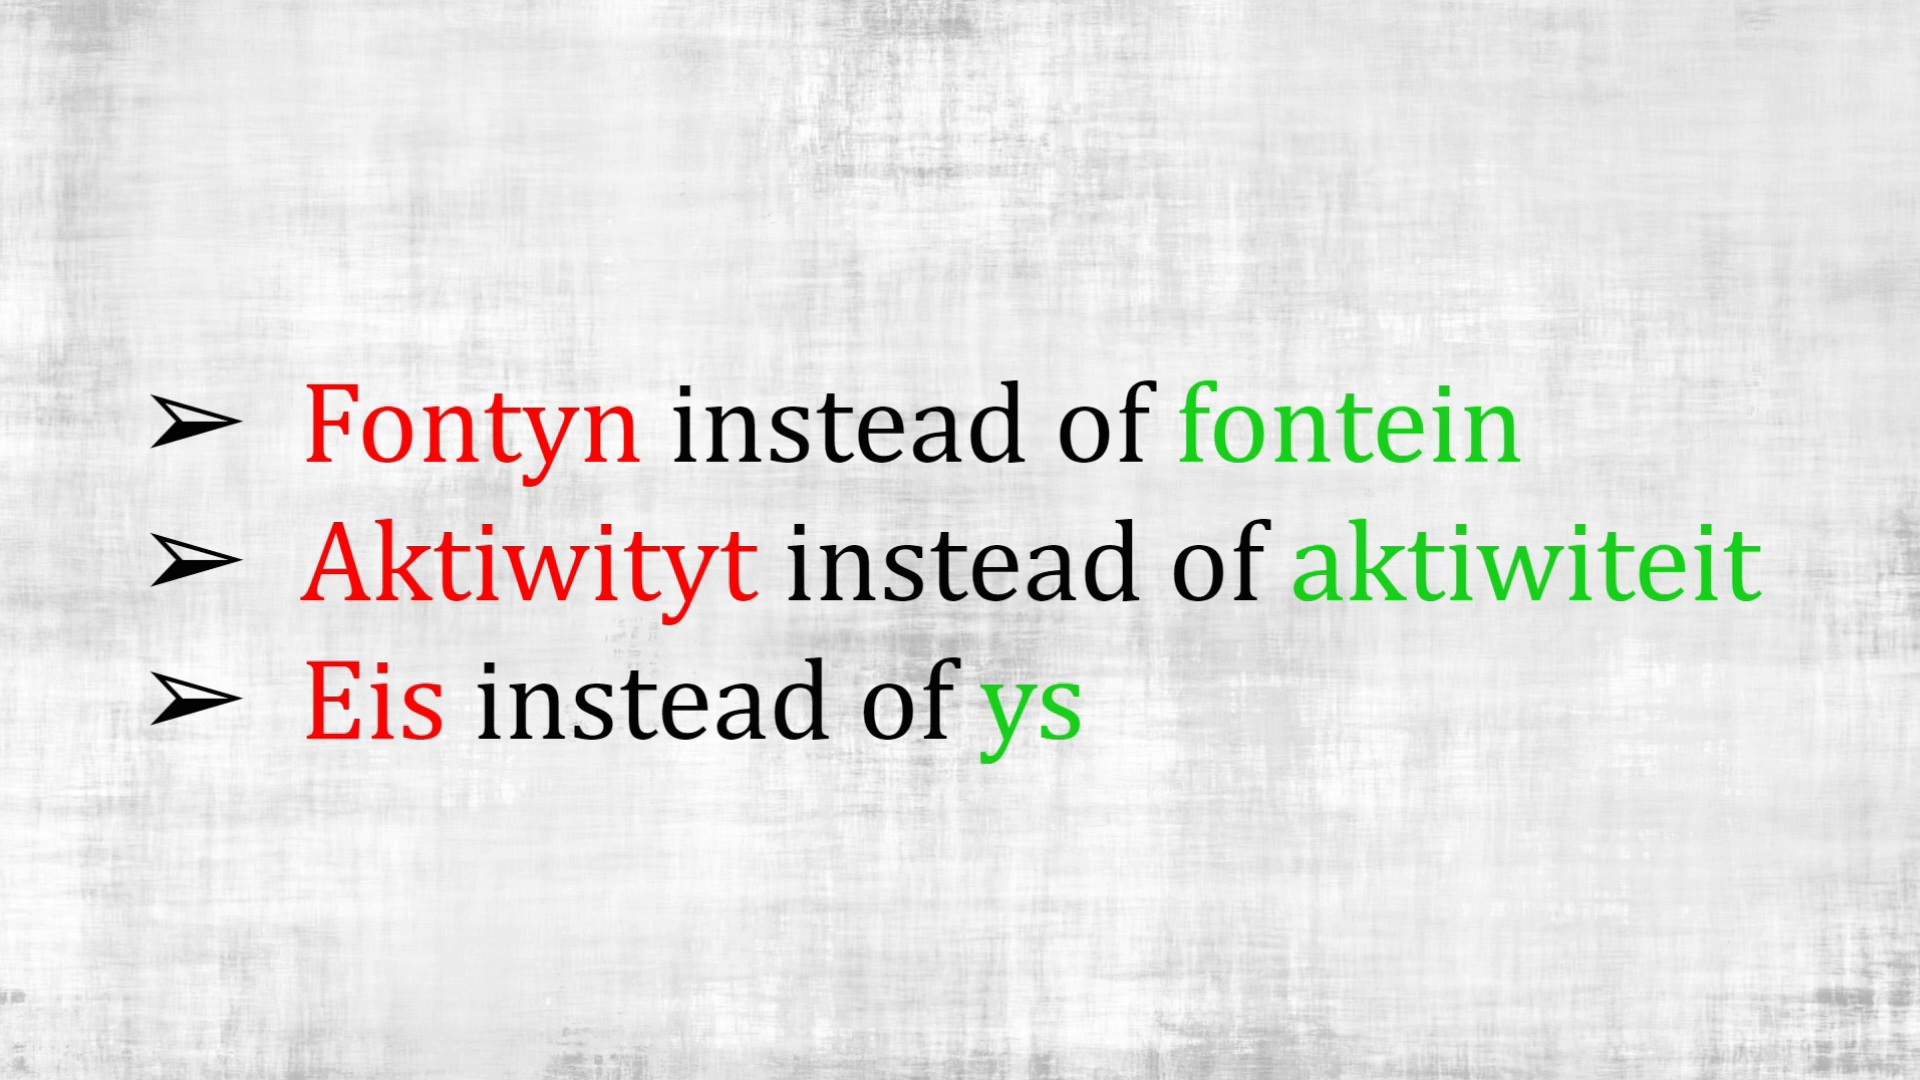 ➢ Fontyn instead of fontein
➢ Aktiwityt instead of aktiwiteit
➢ Eis instead of ys